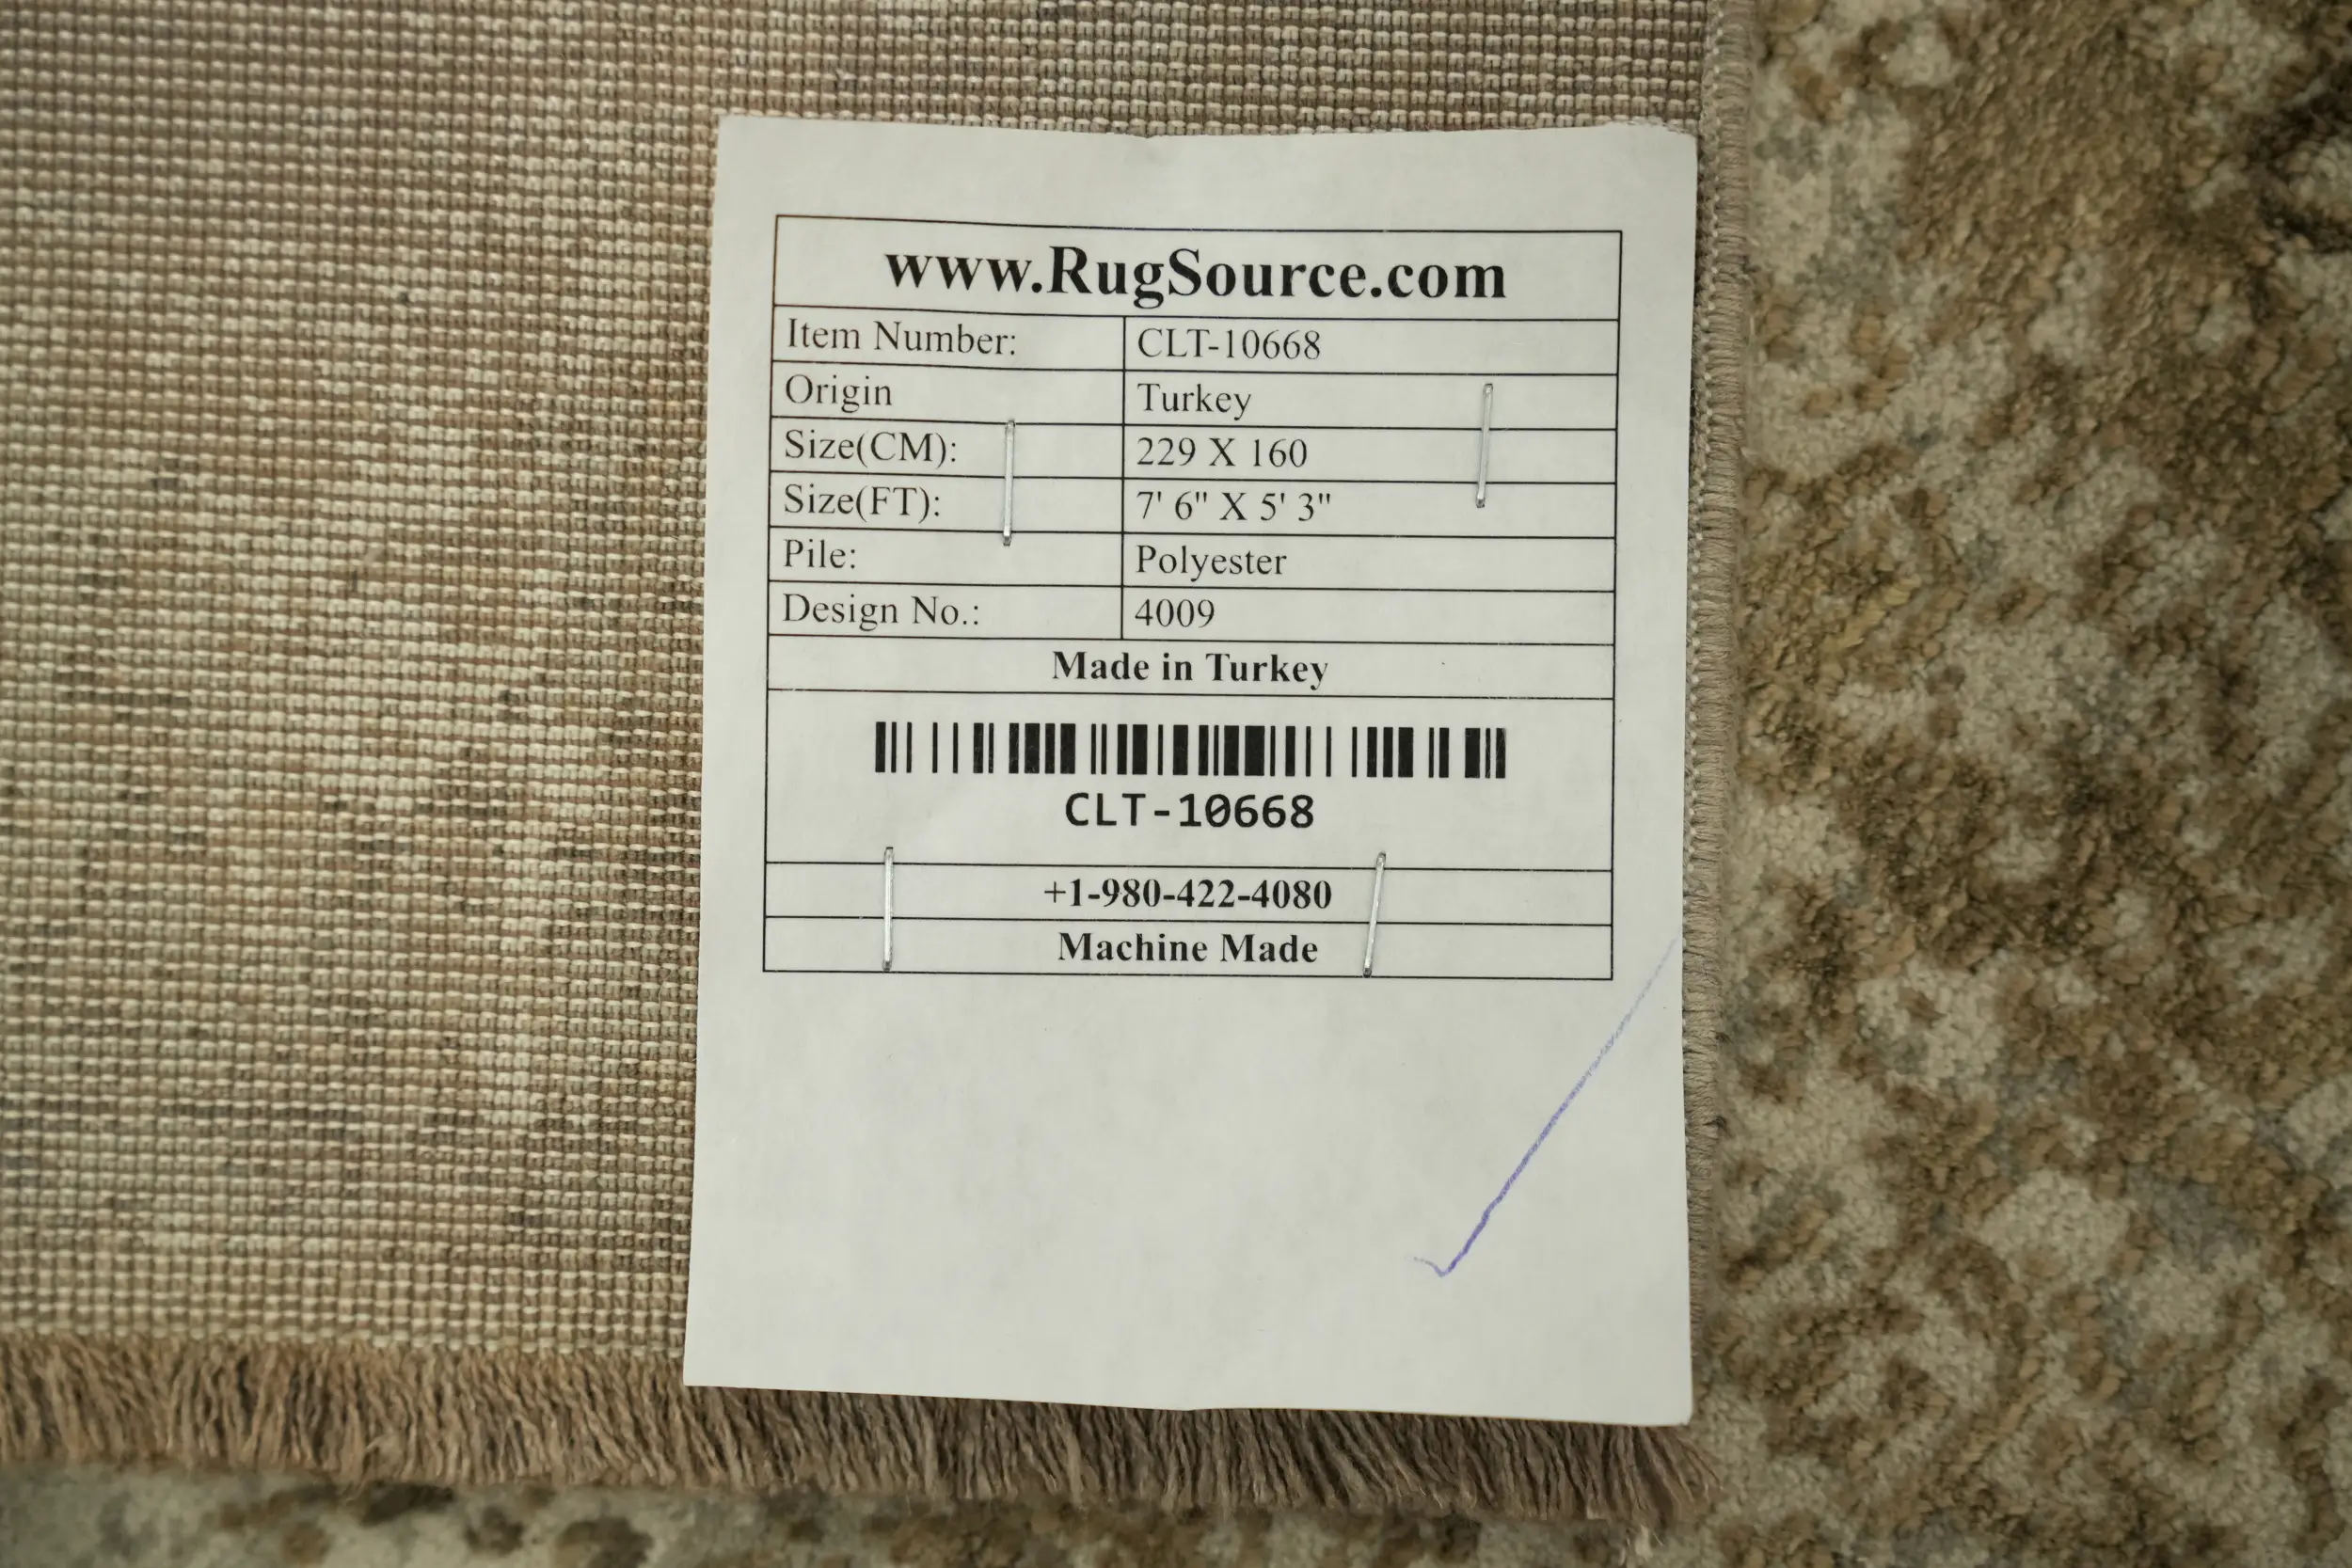 www.RugSource.com
Item Number: CLT-10668
Origin Turkey
Size(CM): 229 X 160
Size(FT): 7' 6" X 5' 3"
Pile: Polyester
Design No.: 4009
Made in Turkey
CLT-10668
+1-980-422-4080
Machine Made